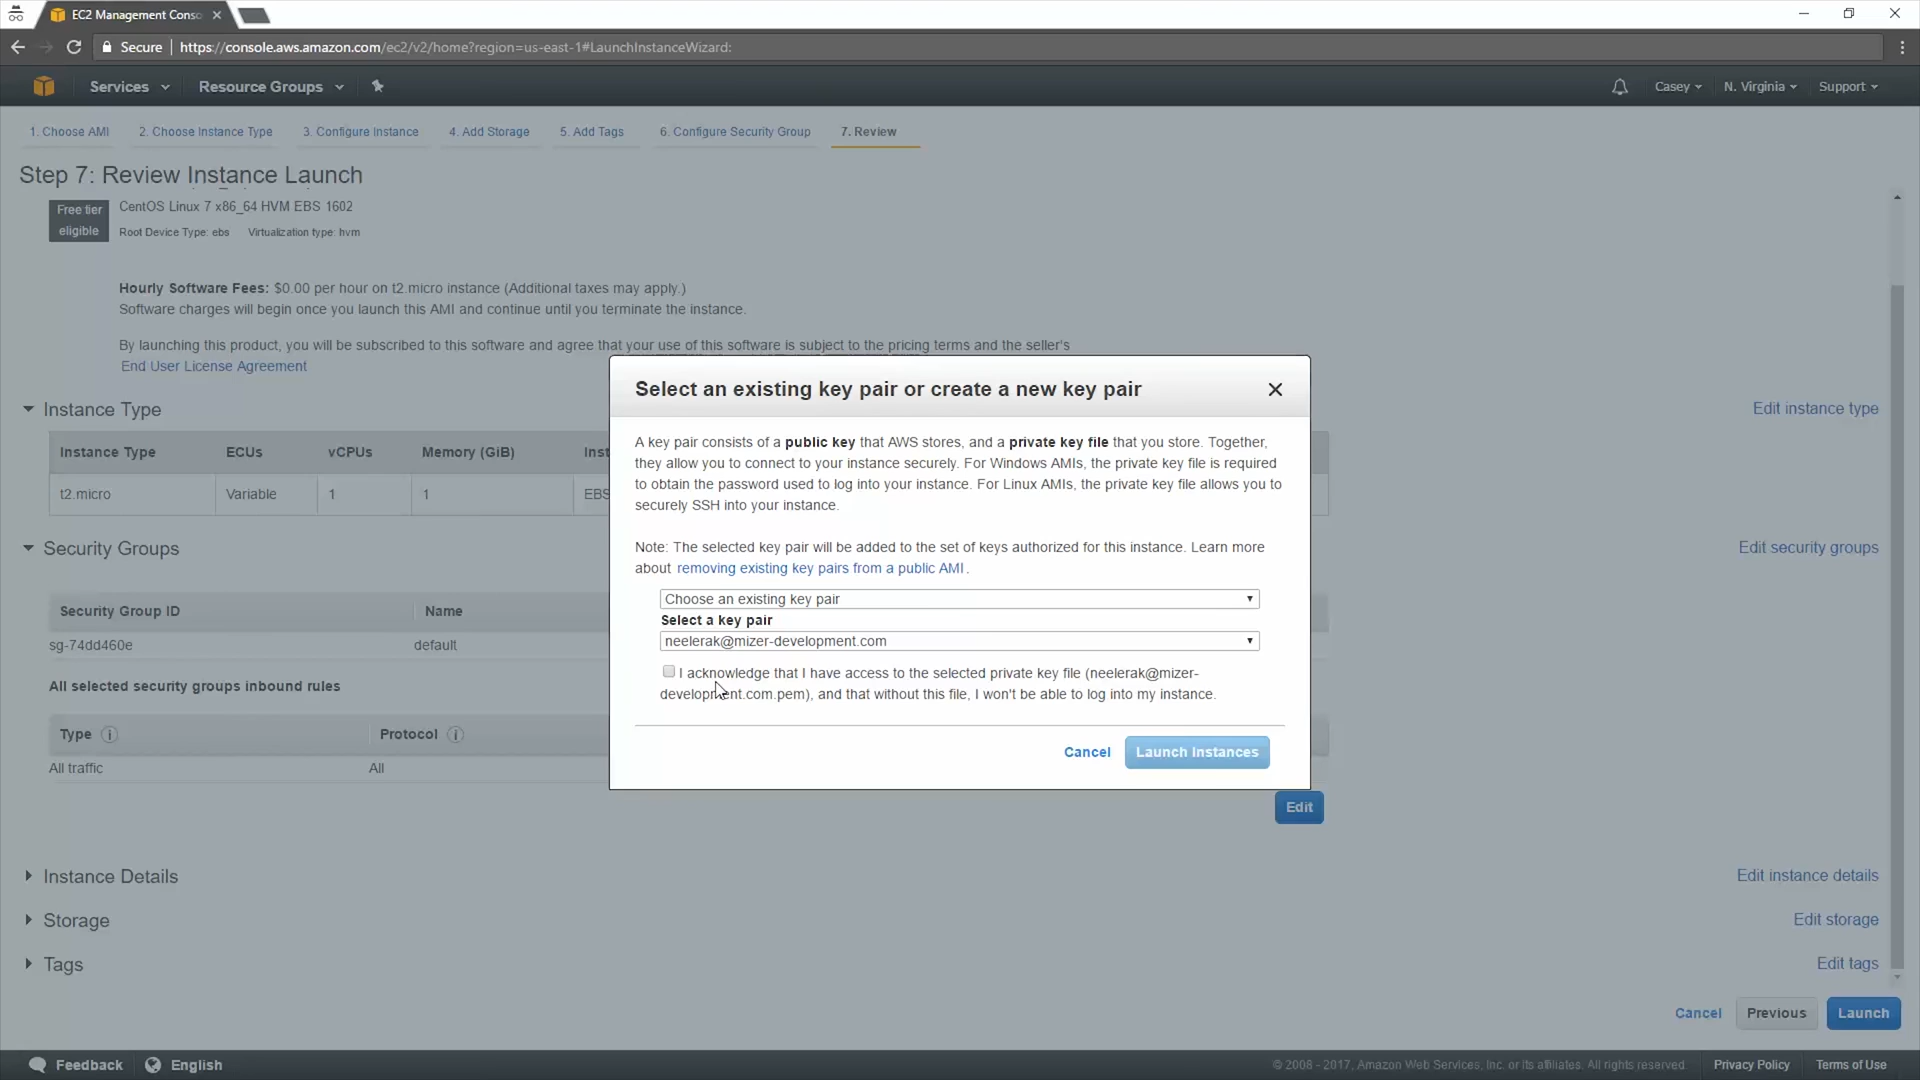 EC2 Management Conso
Secure https://console.aws.amazon.com/ec2/v2/home?region=us-east-1#LaunchInstanceWizard:
Services Resource Groups Casey N. Virginia Support
1. Choose AMI 2. Choose Instance Type 3. Configure Instance 4. Add Storage 5. Add Tags 6. Configure Security Group 7. Review
Step 7: Review Instance Launch
Free tier
eligible
CentOS Linux 7 x86_64 HVM EBS 1602
Root Device Type: ebs Virtualization type: hvm
Hourly Software Fees: $0.00 per hour on t2.micro instance (Additional taxes may apply.)
Software charges will begin once you launch this AMI and continue until you terminate the instance.
By launching this product, you will be subscribed to this software and agree that your use of this software is subject to the pricing terms and the seller's
End User License Agreement
Instance Type Edit instance type
Instance Type ECUs vCPUs Memory (GiB) Inst
t2.micro Variable 1 1 EBS
Security Groups Edit security groups
Security Group ID Name
sg-74dd460e default
All selected security groups inbound rules
Type Protocol
All traffic All
Select an existing key pair or create a new key pair
A key pair consists of a public key that AWS stores, and a private key file that you store. Together,
they allow you to connect to your instance securely. For Windows AMIs, the private key file is required
to obtain the password used to log into your instance. For Linux AMIs, the private key file allows you to
securely SSH into your instance.
Note: The selected key pair will be added to the set of keys authorized for this instance. Learn more
about removing existing key pairs from a public AMI.
Choose an existing key pair
Select a key pair
neelerak@mizer-development.com
I acknowledge that I have access to the selected private key file (neelerak@mizer-
development.com.pem), and that without this file, I won't be able to log into my instance.
Cancel Launch Instances
Edit
Instance Details Edit instance details
Storage Edit storage
Tags Edit tags
Cancel Previous Launch
Feedback English © 2008 - 2017, Amazon Web Services, Inc. or its affiliates. All rights reserved. Privacy Policy Terms of Use